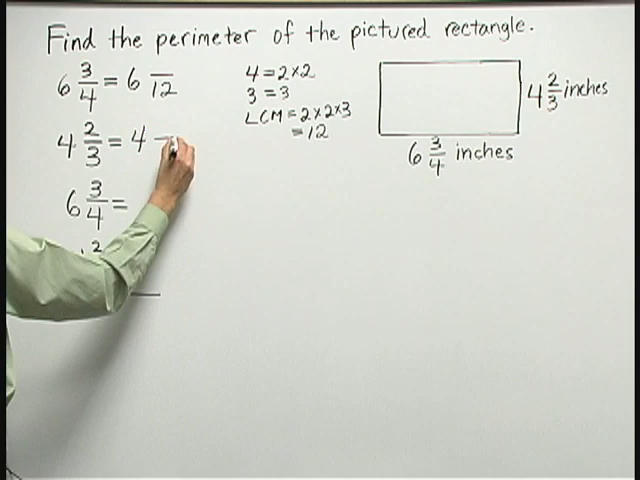 Find the perimeter of the pictured rectangle.
6 3/4 = 6 —/12
4 2/3 = 4 —
6 3/4 =
2
4 = 2×2
3 = 3
LCM = 2×2×3
= 12
4 2/3 inches
6 3/4 inches